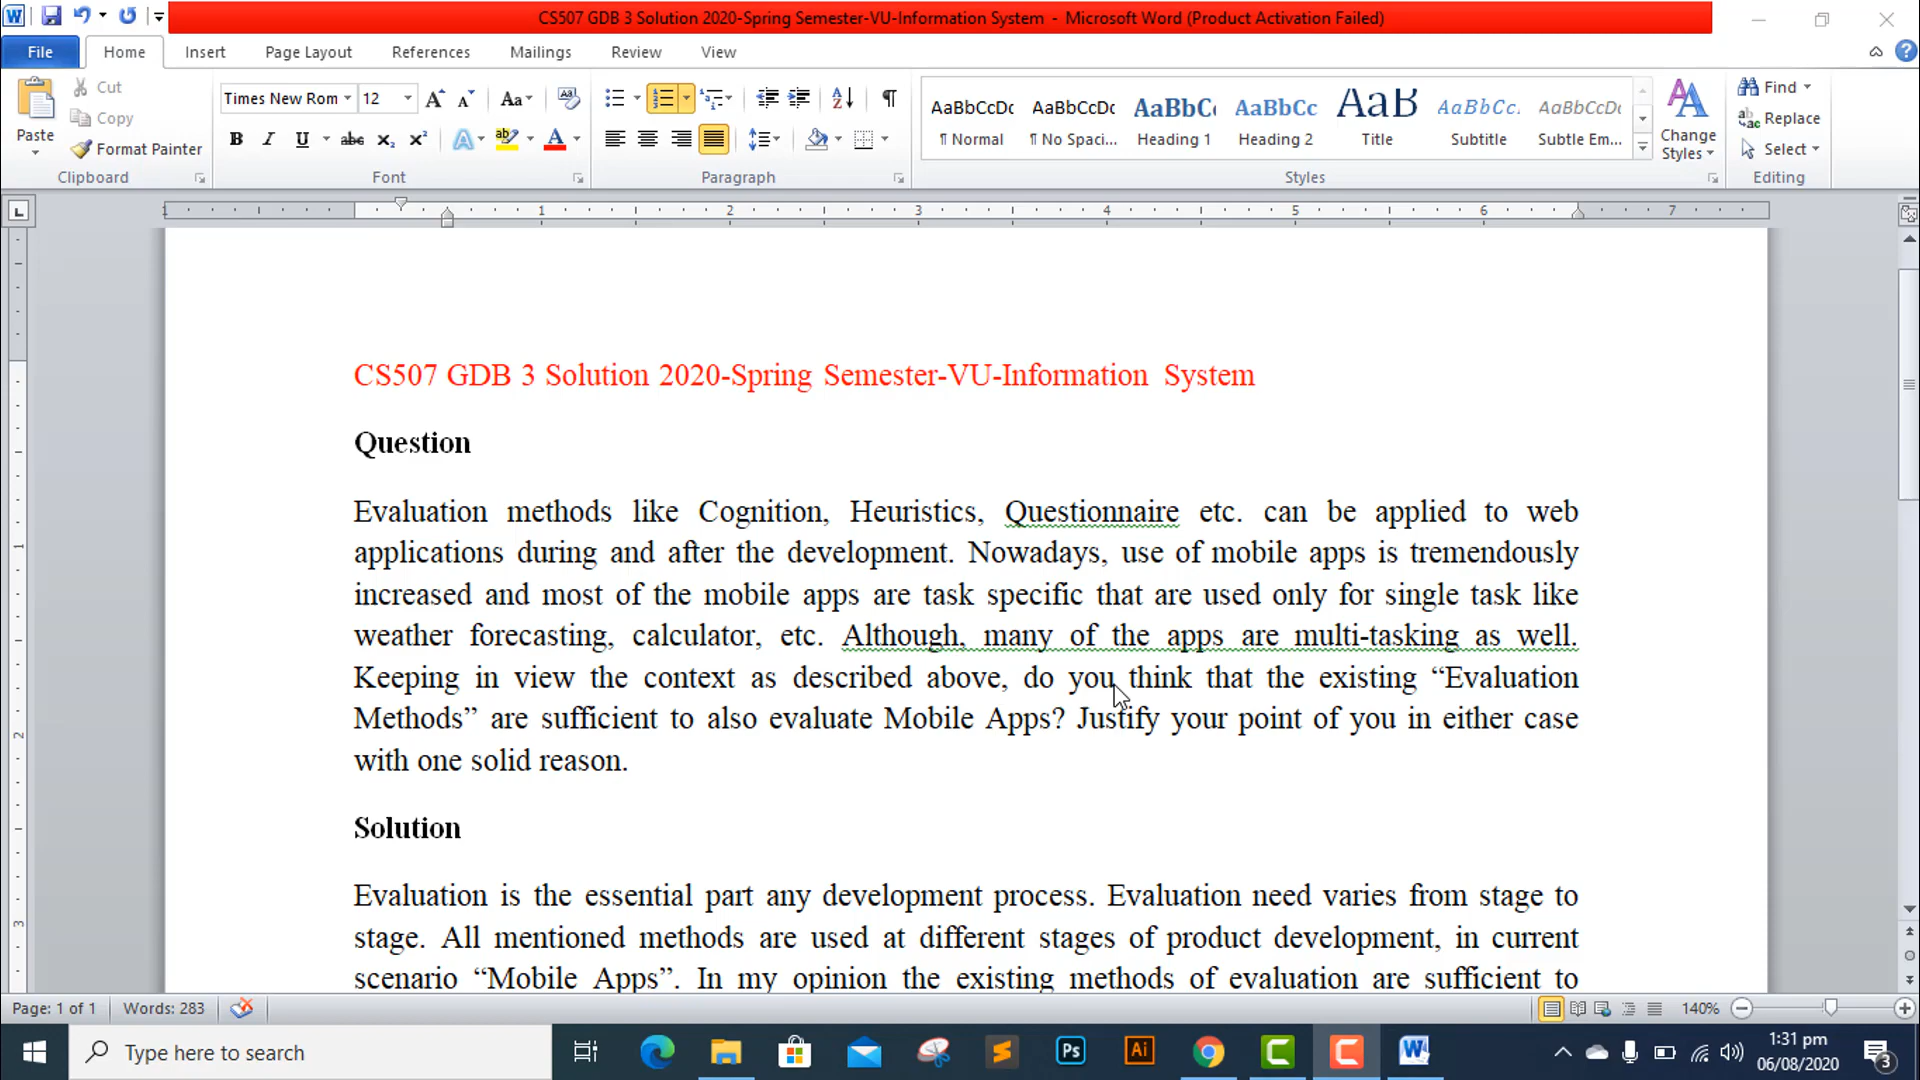 CS507 GDB 3 Solution 2020-Spring Semester-VU-Information System - Microsoft Word (Product Activation Failed)
File Home Insert Page Layout References Mailings Review View
Paste
Cut
Copy
Format Painter
Clipboard
Times New Rom 12
Font
Paragraph
AaBbCcDc AaBbCcDc AaBbC AaBbCc AaB AaBbCc. AaBbCcDc
¶ Normal ¶ No Spaci... Heading 1 Heading 2 Title Subtitle Subtle Em...
Styles
Change
Styles
Find
Replace
Select
Editing
1 1 2 3 4 5 6 7
CS507 GDB 3 Solution 2020-Spring Semester-VU-Information System
Question
Evaluation methods like Cognition, Heuristics, Questionnaire etc. can be applied to web
applications during and after the development. Nowadays, use of mobile apps is tremendously
increased and most of the mobile apps are task specific that are used only for single task like
weather forecasting, calculator, etc. Although, many of the apps are multi-tasking as well.
Keeping in view the context as described above, do you think that the existing “Evaluation
Methods” are sufficient to also evaluate Mobile Apps? Justify your point of you in either case
with one solid reason.
Solution
Evaluation is the essential part any development process. Evaluation need varies from stage to
stage. All mentioned methods are used at different stages of product development, in current
scenario “Mobile Apps”. In my opinion the existing methods of evaluation are sufficient to
Page: 1 of 1 Words: 283 140%
Type here to search
1:31 pm
06/08/2020
3